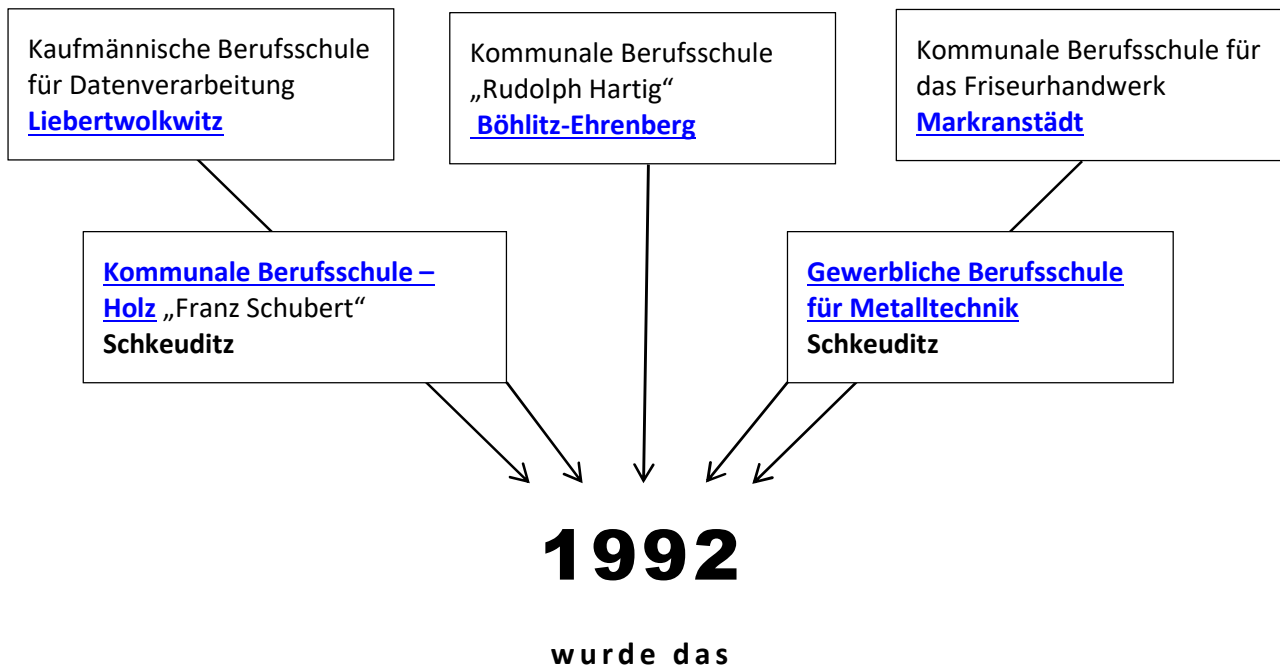 Kaufmännische Berufsschule
für Datenverarbeitung
Liebertwolkwitz
Kommunale Berufsschule
„Rudolph Hartig“
Böhlitz-Ehrenberg
Kommunale Berufsschule für
das Friseurhandwerk
Markranstädt
Kommunale Berufsschule –
Holz „Franz Schubert“
Schkeuditz
Gewerbliche Berufsschule
für Metalltechnik
Schkeuditz
1992
wurde das